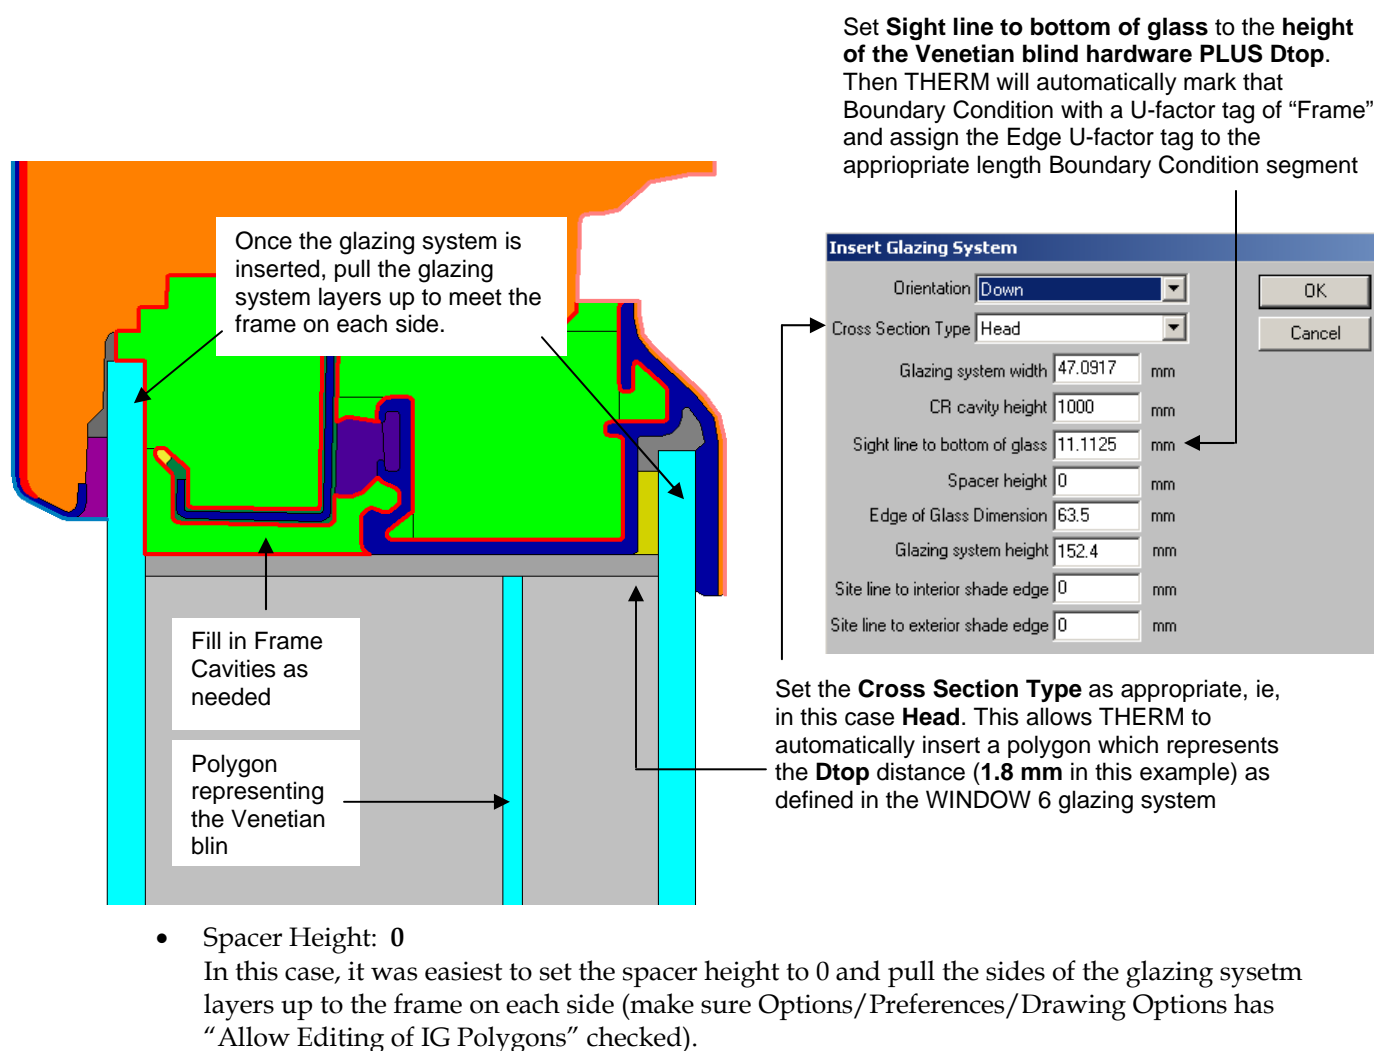 Set Sight line to bottom of glass to the height
of the Venetian blind hardware PLUS Dtop.
Then THERM will automatically mark that
Boundary Condition with a U-factor tag of “Frame”
and assign the Edge U-factor tag to the
appriopriate length Boundary Condition segment
Once the glazing system is
inserted, pull the glazing
system layers up to meet the
frame on each side.
Insert Glazing System
Orientation Down
OK
Cross Section Type Head
Cancel
Glazing system width 47.0917 mm
CR cavity height 1000 mm
Sight line to bottom of glass 11.1125 mm
Spacer height 0 mm
Edge of Glass Dimension 63.5 mm
Glazing system height 152.4 mm
Site line to interior shade edge 0 mm
Site line to exterior shade edge 0 mm
Fill in Frame
Cavities as
needed
Polygon
representing
the Venetian
blin
Set the Cross Section Type as appropriate, ie,
in this case Head. This allows THERM to
automatically insert a polygon which represents
the Dtop distance (1.8 mm in this example) as
defined in the WINDOW 6 glazing system
• Spacer Height: 0
In this case, it was easiest to set the spacer height to 0 and pull the sides of the glazing sysetm
layers up to the frame on each side (make sure Options/Preferences/Drawing Options has
“Allow Editing of IG Polygons” checked).